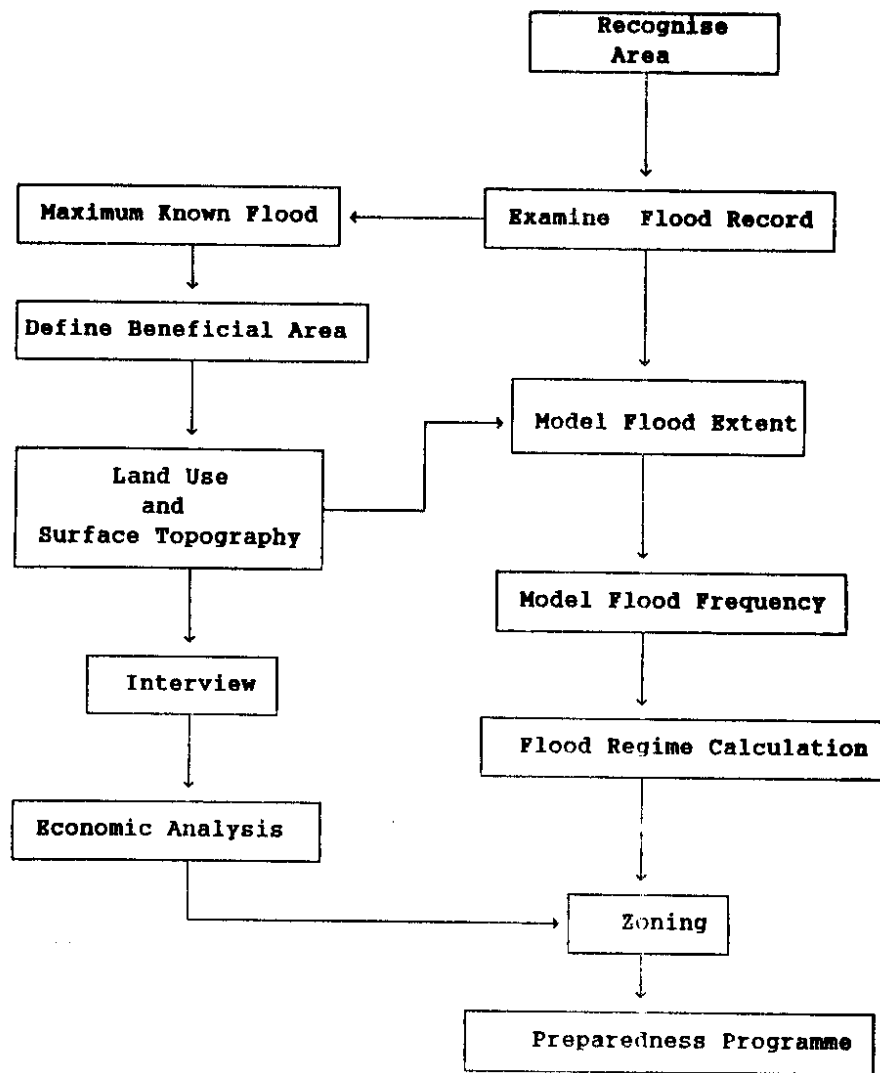 Recognise
Area
Maximum Known Flood
Examine Flood Record
Define Beneficial Area
Model Flood Extent
Land Use
and
Surface Topography
Model Flood Frequency
Interview
Flood Regime Calculation
Economic Analysis
Zoning
Preparedness Programme